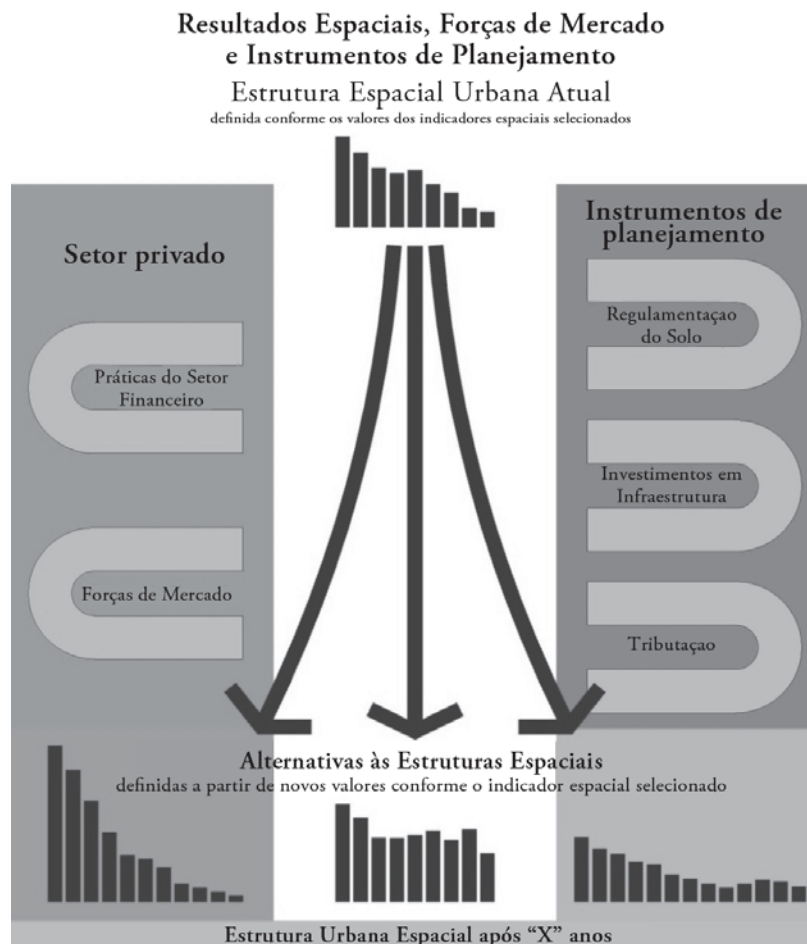 Resultados Espaciais, Forças de Mercado
e Instrumentos de Planejamento
Estrutura Espacial Urbana Atual
definida conforme os valores dos indicadores espaciais selecionados
Setor privado
Práticas do Setor
Financeiro
Forças de Mercado
Instrumentos de
planejamento
Regulamentaçao
do Solo
Investimentos em
Infraestrutura
Tributaçao
Alternativas às Estruturas Espaciais
definidas a partir de novos valores conforme o indicador espacial selecionado
Estrutura Urbana Espacial após “X” anos